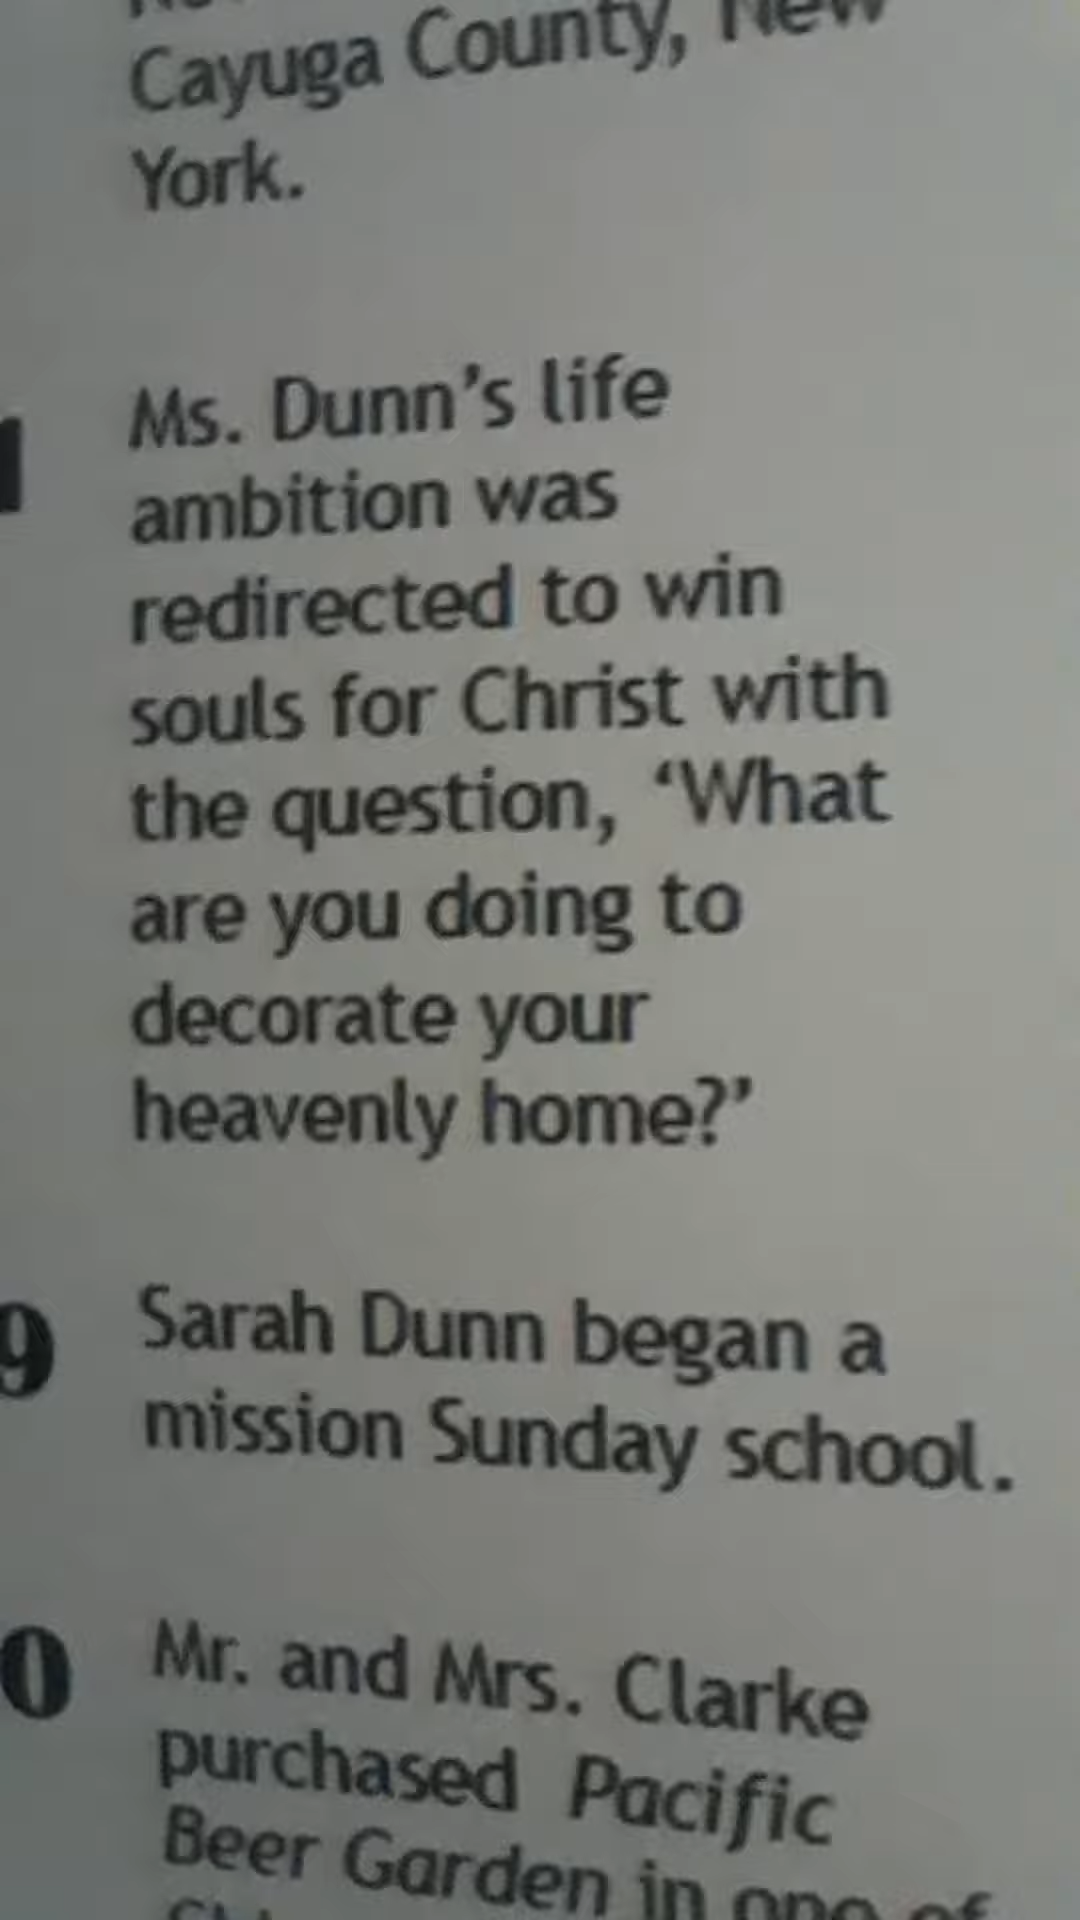 Cayuga County, New
York.
1
Ms. Dunn’s life
ambition was
redirected to win
souls for Christ with
the question, ‘What
are you doing to
decorate your
heavenly home?’
9
Sarah Dunn began a
mission Sunday school.
0
Mr. and Mrs. Clarke
purchased Pacific
Beer Garden in one of